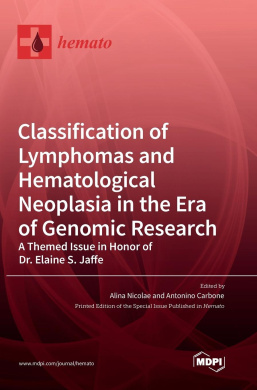 hemato
Classification of
Lymphomas and
Hematological
Neoplasia in the Era
of Genomic Research
A Themed Issue in Honor of
Dr. Elaine S. Jaffe
Edited by
Alina Nicolae and Antonino Carbone
Printed Edition of the Special Issue Published in Hemato
www.mdpi.com/journal/hemato
MDPI